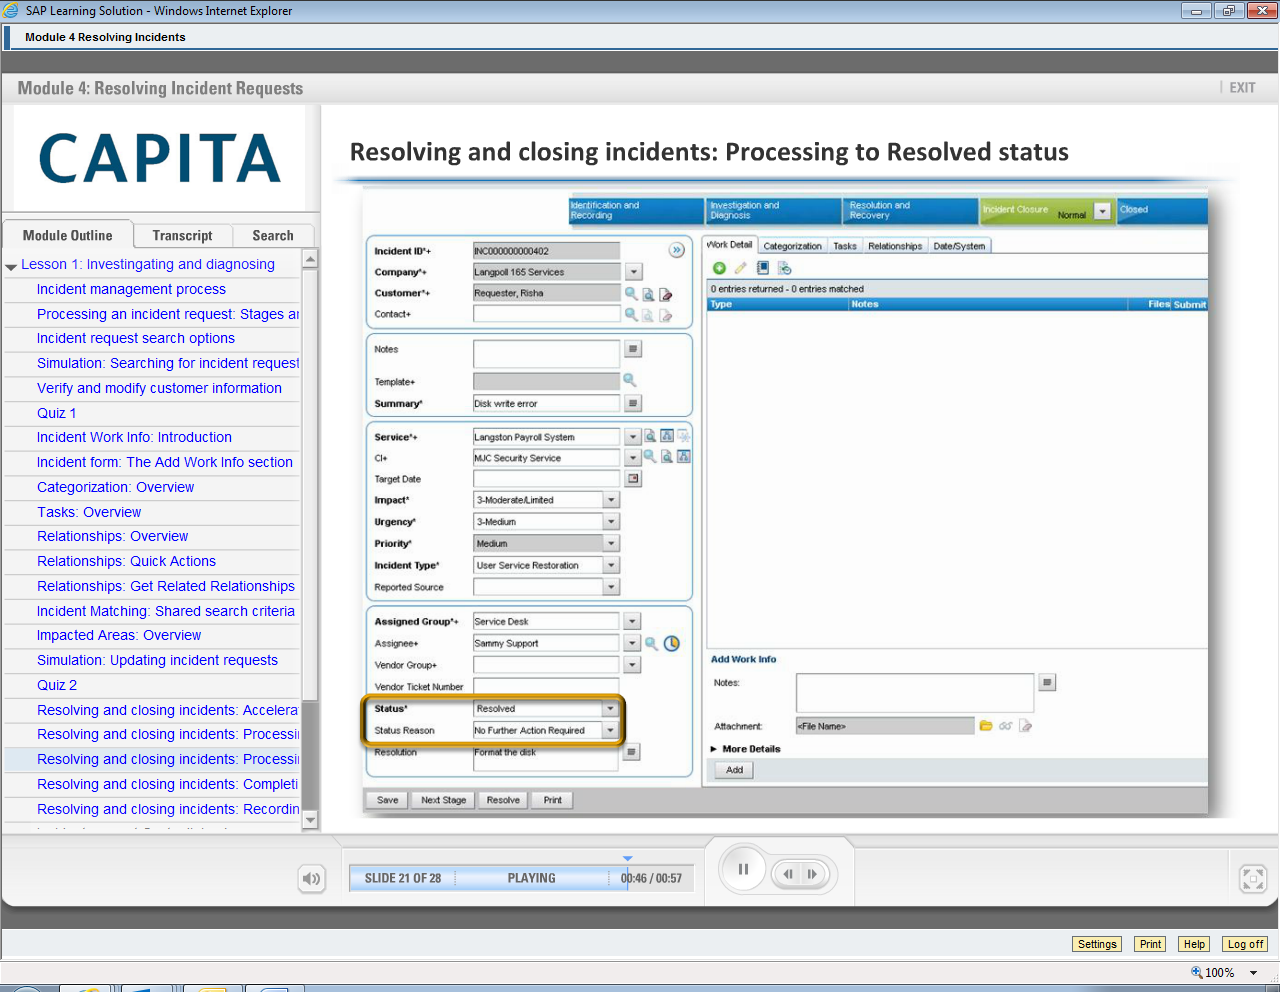 SAP Learning Solution - Windows Internet Explorer
Module 4 Resolving Incidents
Module 4: Resolving Incident Requests
EXIT
CAPITA
Module Outline
Transcript
Search
Lesson 1: Investingating and diagnosing
Incident management process
Processing an incident request: Stages ar
Incident request search options
Simulation: Searching for incident request
Verify and modify customer information
Quiz 1
Incident Work Info: Introduction
Incident form: The Add Work Info section
Categorization: Overview
Tasks: Overview
Relationships: Overview
Relationships: Quick Actions
Relationships: Get Related Relationships
Incident Matching: Shared search criteria
Impacted Areas: Overview
Simulation: Updating incident requests
Quiz 2
Resolving and closing incidents: Accelera
Resolving and closing incidents: Processi
Resolving and closing incidents: Processi
Resolving and closing incidents: Completi
Resolving and closing incidents: Recordin
Resolving and closing incidents: Processing to Resolved status
Identification and Recording
Investigation and Diagnosis
Resolution and Recovery
Incident Closure Normal
Closed
Incident ID*+ INC000000000402
Company*+ Langpoll 165 Services
Customer*+ Requester, Risha
Contact+
Notes
Template+
Summary* Disk write error
Service*+ Langston Payroll System
CI+ MJC Security Service
Target Date
Impact* 3-Moderate/Limited
Urgency* 3-Medium
Priority* Medium
Incident Type* User Service Restoration
Reported Source
Assigned Group*+ Service Desk
Assignee+ Sammy Support
Vendor Group+
Vendor Ticket Number
Status* Resolved
Status Reason No Further Action Required
Resolution Format the disk
Save Next Stage Resolve Print
Work Detail Categorization Tasks Relationships Date/System
0 entries returned - 0 entries matched
Type Notes Files Submit
Add Work Info
Notes:
Attachment: <File Name>
More Details
Add
SLIDE 21 OF 28 PLAYING 00:46 / 00:57
Settings Print Help Log off
100%